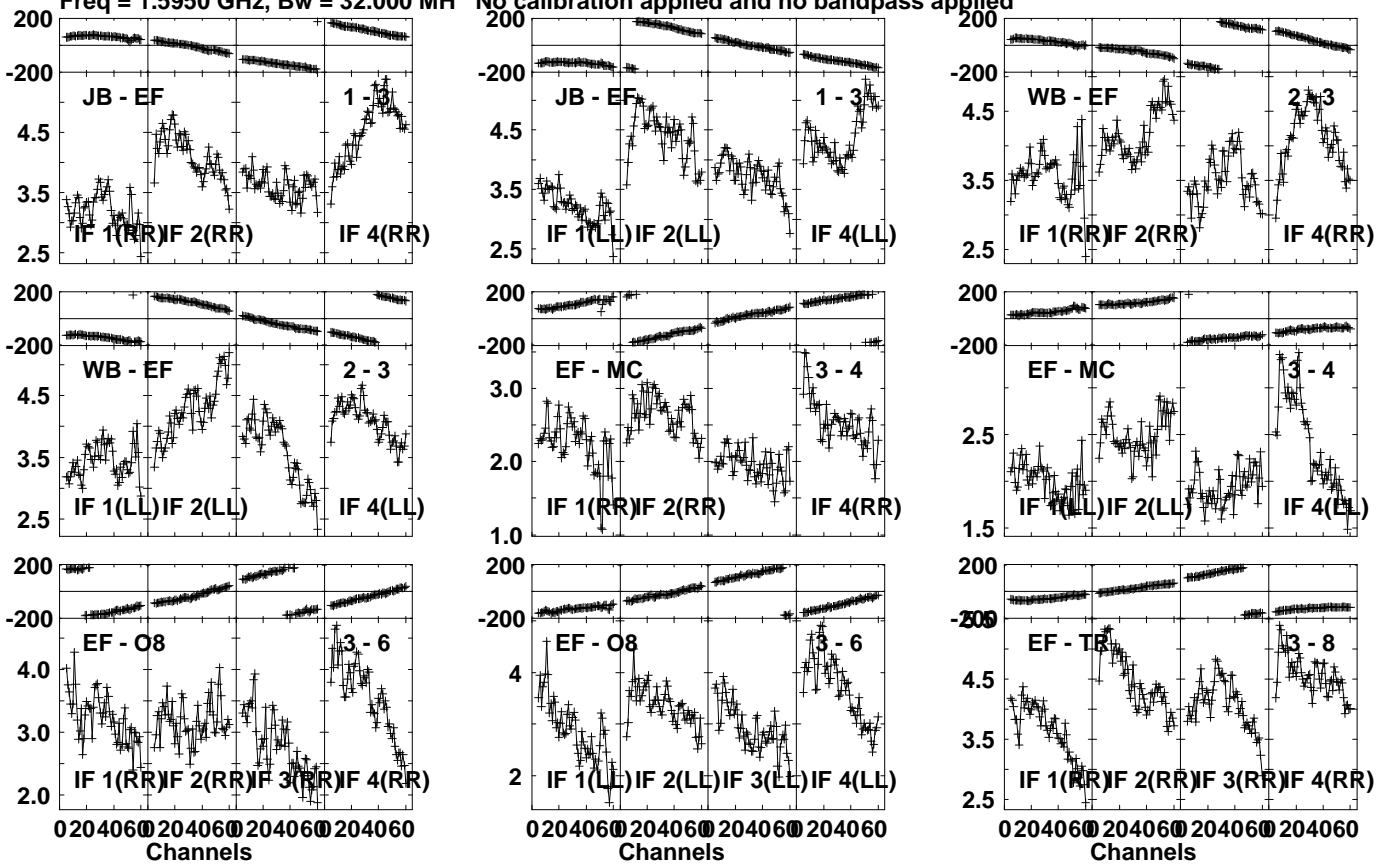 Freq = 1.5950 GHz, Bw = 32.000 MH No calibration applied and no bandpass applied
200
-200
JB - EF 1 - 3
4.5
3.5
2.5
IF 1(RR) IF 2(RR) IF 4(RR)
200
-200
JB - EF 1 - 3
4.5
3.5
2.5
IF 1(LL) IF 2(LL) IF 4(LL)
200
-200
WB - EF 2 - 3
4.5
3.5
2.5
IF 1(RR) IF 2(RR) IF 4(RR)
200
-200
WB - EF 2 - 3
4.5
3.5
2.5
IF 1(LL) IF 2(LL) IF 4(LL)
200
-200
EF - MC 3 - 4
3.0
2.0
1.0
IF 1(RR) IF 2(RR) IF 4(RR)
200
-200
EF - MC 3 - 4
2.5
1.5
IF 1(LL) IF 2(LL) IF 4(LL)
200
-200
EF - O8 3 - 6
4.0
3.0
2.0
IF 1(RR) IF 2(RR) IF 3(RR) IF 4(RR)
0 20 40 60 0 20 40 60 0 20 40 60 0 20 40 60
Channels
200
-200
EF - O8 3 - 6
4
2
IF 1(LL) IF 2(LL) IF 3(LL) IF 4(LL)
0 20 40 60 0 20 40 60 0 20 40 60 0 20 40 60
Channels
200
-200
5.5
EF - TR 3 - 8
4.5
3.5
2.5
IF 1(RR) IF 2(RR) IF 3(RR) IF 4(RR)
0 20 40 60 0 20 40 60 0 20 40 60 0 20 40 60
Channels